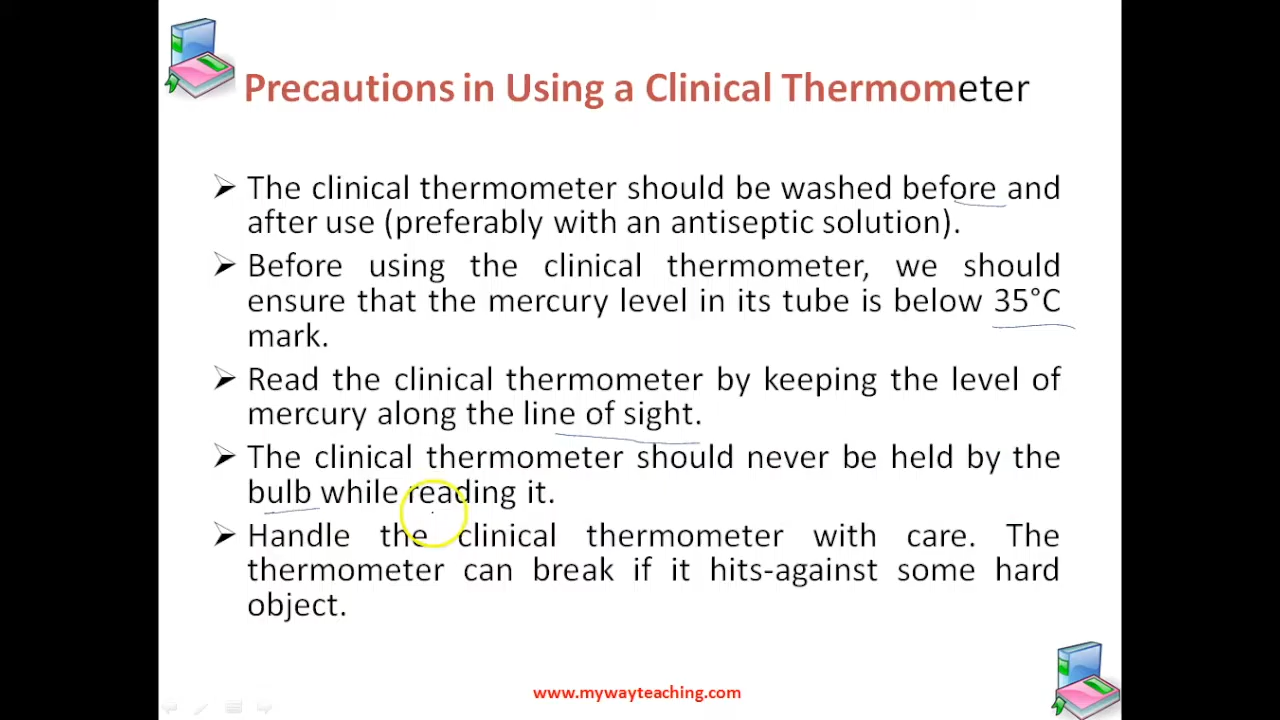 Precautions in Using a Clinical Thermometer
➢ The clinical thermometer should be washed before and
after use (preferably with an antiseptic solution).
➢ Before using the clinical thermometer, we should
ensure that the mercury level in its tube is below 35°C
mark.
➢ Read the clinical thermometer by keeping the level of
mercury along the line of sight.
➢ The clinical thermometer should never be held by the
bulb while reading it.
➢ Handle the clinical thermometer with care. The
thermometer can break if it hits-against some hard
object.
www.mywayteaching.com